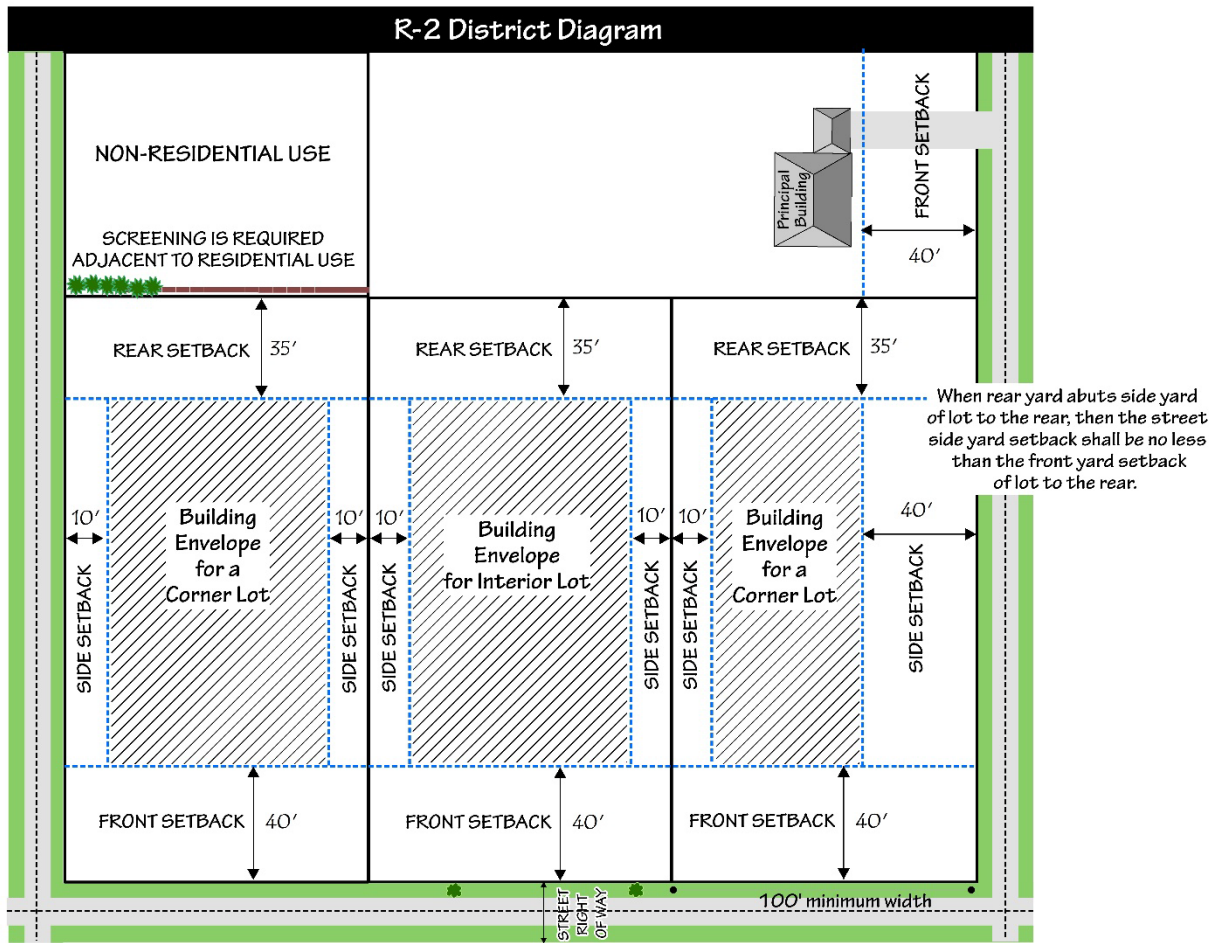 R-2 District Diagram
NON-RESIDENTIAL USE
SCREENING IS REQUIRED
ADJACENT TO RESIDENTIAL USE
Principal
Building
FRONT SETBACK
40'
REAR SETBACK
35'
REAR SETBACK
35'
REAR SETBACK
35'
When rear yard abuts side yard
of lot to the rear, then the street
side yard setback shall be no less
than the front yard setback
of lot to the rear.
10'
SIDE SETBACK
Building
Envelope
for a
Corner Lot
10'
SIDE SETBACK
10'
SIDE SETBACK
Building
Envelope
for Interior Lot
10'
SIDE SETBACK
10'
SIDE SETBACK
Building
Envelope
for a
Corner Lot
40'
SIDE SETBACK
FRONT SETBACK
40'
FRONT SETBACK
40'
FRONT SETBACK
40'
STREET
RIGHT
OF WAY
100' minimum width